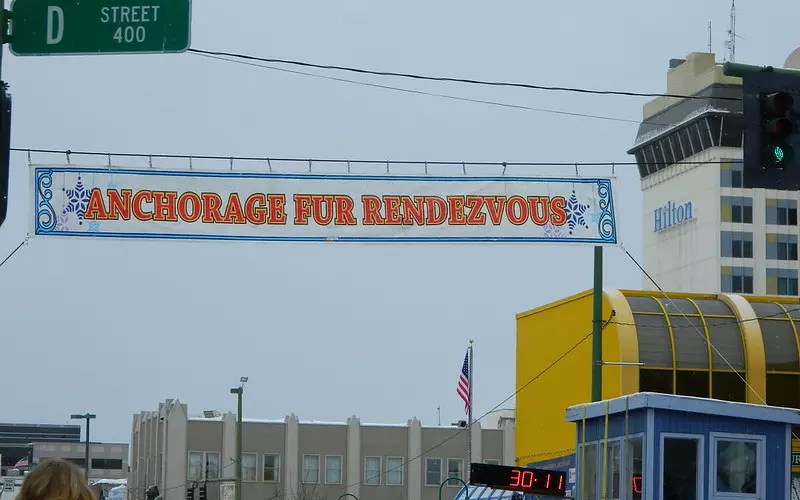 D STREET
400
ANCHORAGE FUR RENDEZVOUS
Hilton
30:11